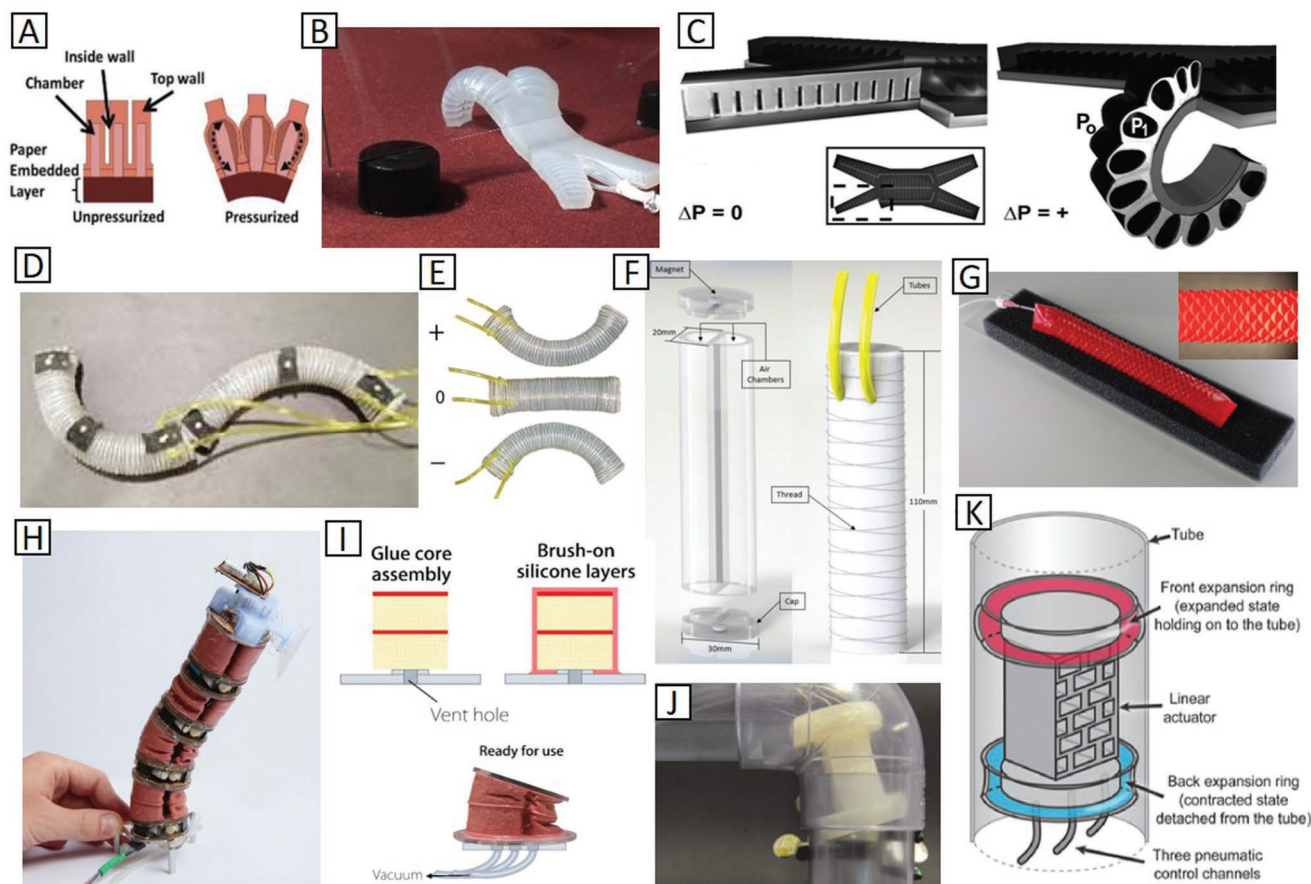 A
Inside wall
Chamber
Top wall
Paper
Embedded
Layer
Unpressurized
Pressurized
B
C
P₀
P₁
ΔP = 0
ΔP = +
D
E
+
0
−
F
Magnet
20mm
Air
Chambers
Tubes
Thread
110mm
Cap
30mm
G
H
I
Glue core
assembly
Brush-on
silicone layers
Vent hole
Ready for use
Vacuum
J
K
Tube
Front expansion ring
(expanded state
holding on to the tube)
Linear
actuator
Back expansion ring
(contracted state
detached from the tube)
Three pneumatic
control channels